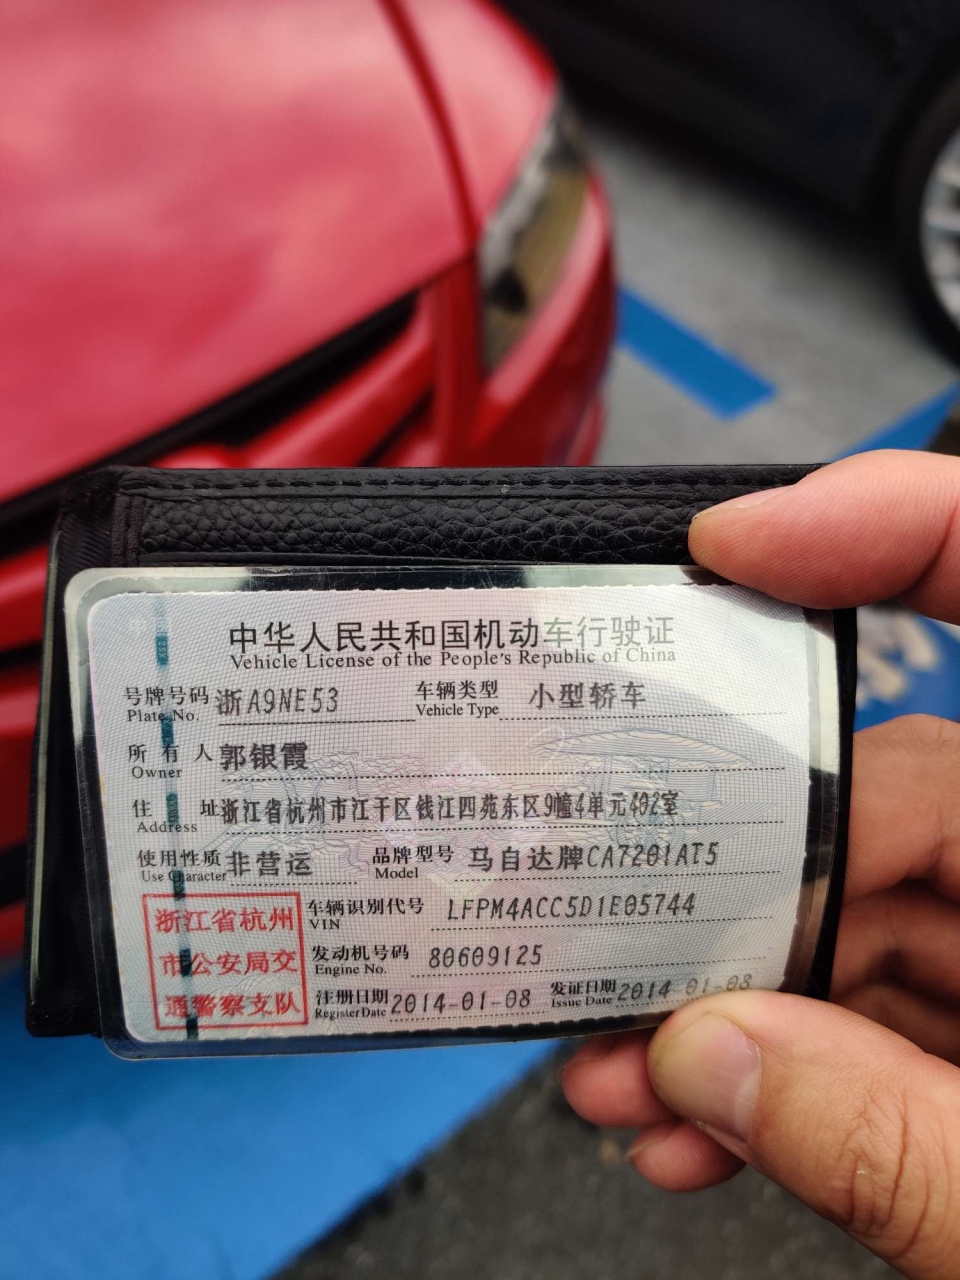 中华人民共和国机动车行驶证
Vehicle License of the People's Republic of China
号牌号码 浙A9NE53 车辆类型 小型轿车
Plate No. Vehicle Type
所有人 郭银霞
Owner
住址 浙江省杭州市江干区钱江四苑东区9幢4单元402室
Address
使用性质 非营运 品牌型号 马自达牌CA7201AT5
Use Character Model
浙江省杭州市公安局交通警察支队
车辆识别代号 LFPM4ACC5D1E05744
VIN
发动机号码 80609125
Engine No.
注册日期 2014-01-08 发证日期 2014-01-08
Register Date Issue Date